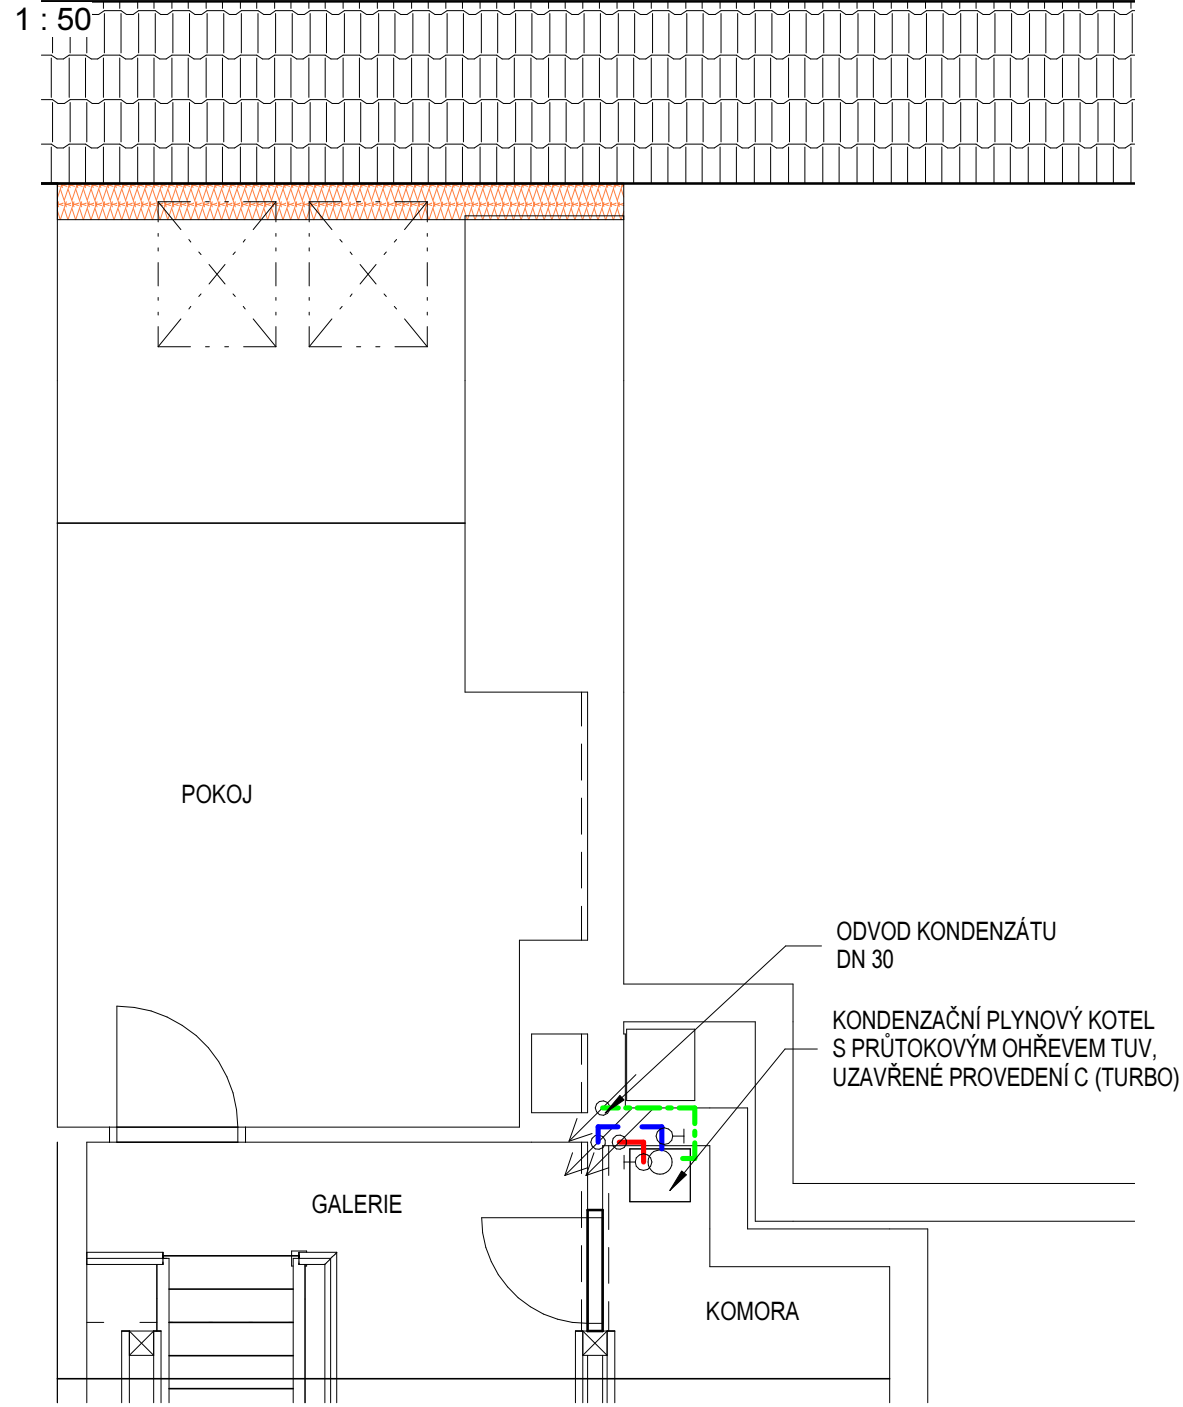 1 : 50
POKOJ
ODVOD KONDENZÁTU
DN 30
KONDENZAČNÍ PLYNOVÝ KOTEL
S PRŮTOKOVÝM OHŘEVEM TUV,
UZAVŘENÉ PROVEDENÍ C (TURBO)
GALERIE
KOMORA